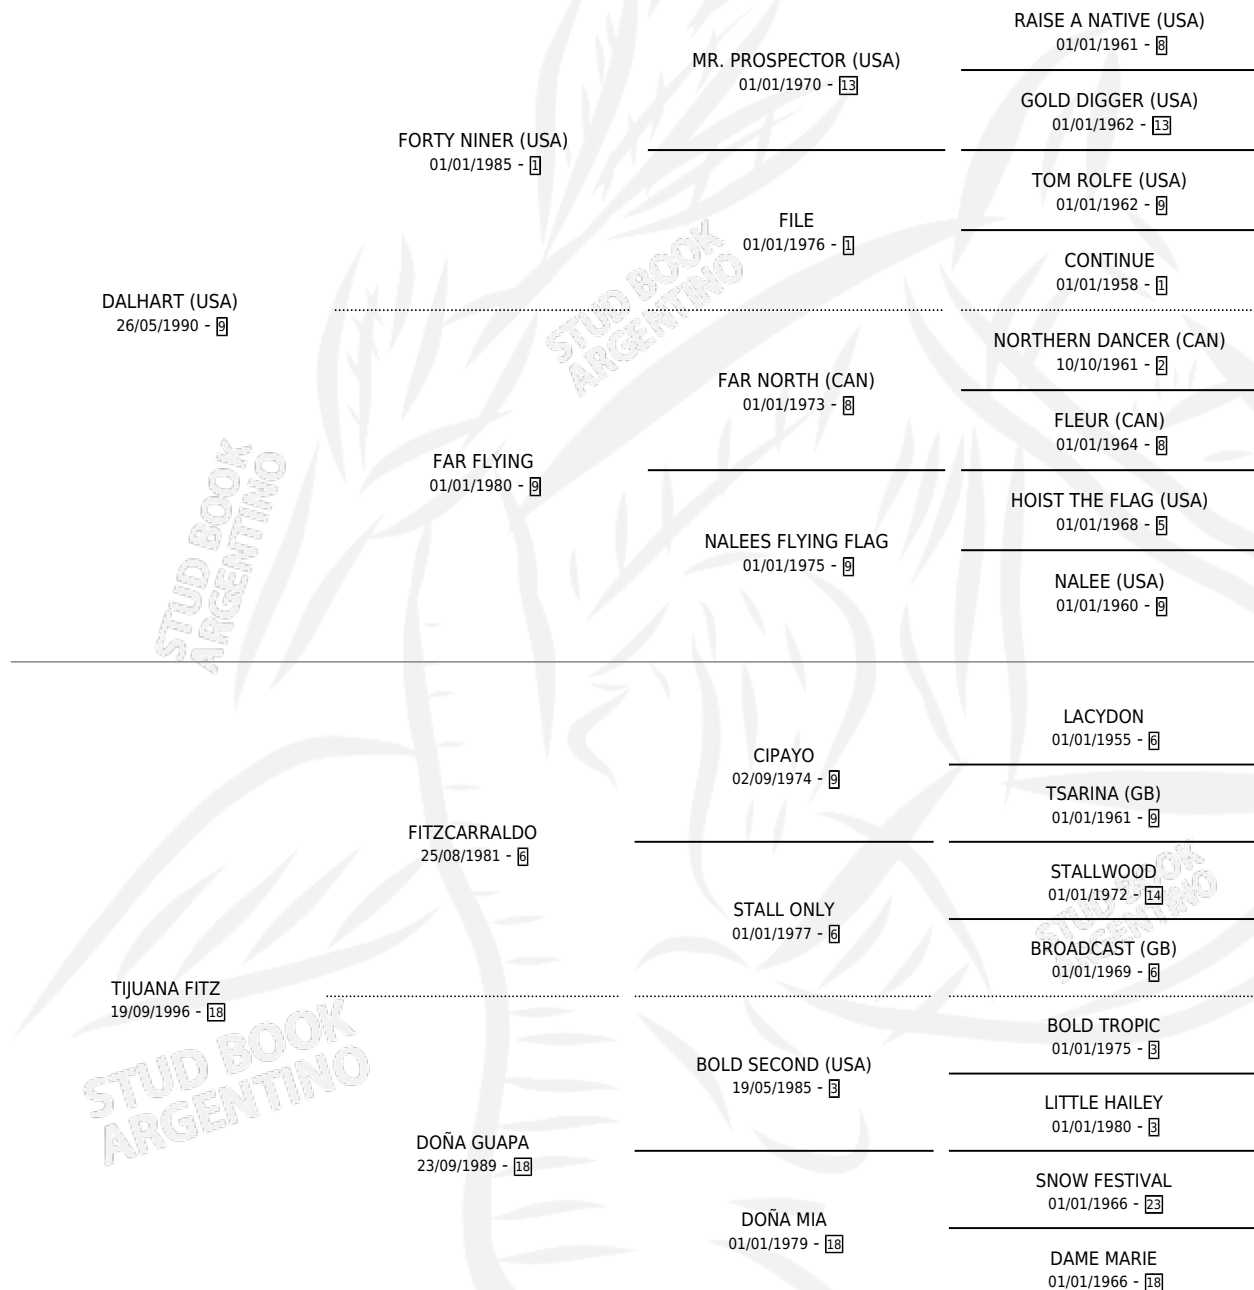 RAISE A NATIVE (USA)
01/01/1961 - 8
MR. PROSPECTOR (USA)
01/01/1970 - 13
GOLD DIGGER (USA)
01/01/1962 - 13
FORTY NINER (USA)
01/01/1985 - 1
TOM ROLFE (USA)
01/01/1962 - 9
FILE
01/01/1976 - 1
CONTINUE
01/01/1958 - 1
DALHART (USA)
26/05/1990 - 9
NORTHERN DANCER (CAN)
10/10/1961 - 2
FAR NORTH (CAN)
01/01/1973 - 8
FLEUR (CAN)
01/01/1964 - 8
FAR FLYING
01/01/1980 - 9
HOIST THE FLAG (USA)
01/01/1968 - 5
NALEES FLYING FLAG
01/01/1975 - 9
NALEE (USA)
01/01/1960 - 9
LACYDON
01/01/1955 - 6
CIPAYO
02/09/1974 - 9
TSARINA (GB)
01/01/1961 - 9
FITZCARRALDO
25/08/1981 - 6
STALLWOOD
01/01/1972 - 14
STALL ONLY
01/01/1977 - 6
BROADCAST (GB)
01/01/1969 - 6
TIJUANA FITZ
19/09/1996 - 18
BOLD TROPIC
01/01/1975 - 3
BOLD SECOND (USA)
19/05/1985 - 3
LITTLE HAILEY
01/01/1980 - 3
DOÑA GUAPA
23/09/1989 - 18
SNOW FESTIVAL
01/01/1966 - 23
DOÑA MIA
01/01/1979 - 18
DAME MARIE
01/01/1966 - 18
STUD BOOK
ARGENTINO
STUD BOOK
ARGENTINO
STUD BOOK
ARGENTINO
STUD BOOK
ARGENTINO